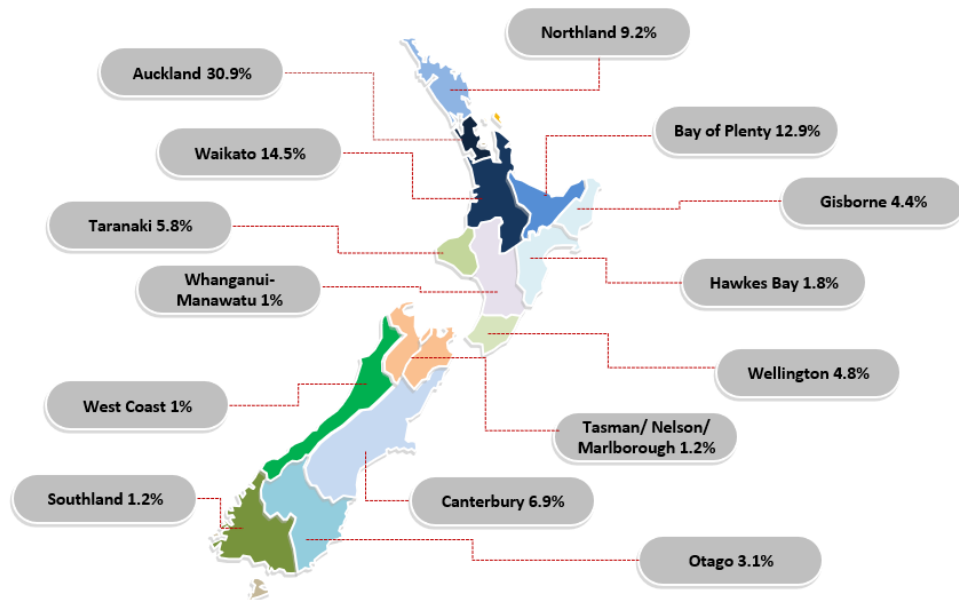 Northland 9.2%
Auckland 30.9%
Bay of Plenty 12.9%
Waikato 14.5%
Gisborne 4.4%
Taranaki 5.8%
Whanganui-
Manawatu 1%
Hawkes Bay 1.8%
Wellington 4.8%
West Coast 1%
Tasman/ Nelson/
Marlborough 1.2%
Southland 1.2%
Canterbury 6.9%
Otago 3.1%